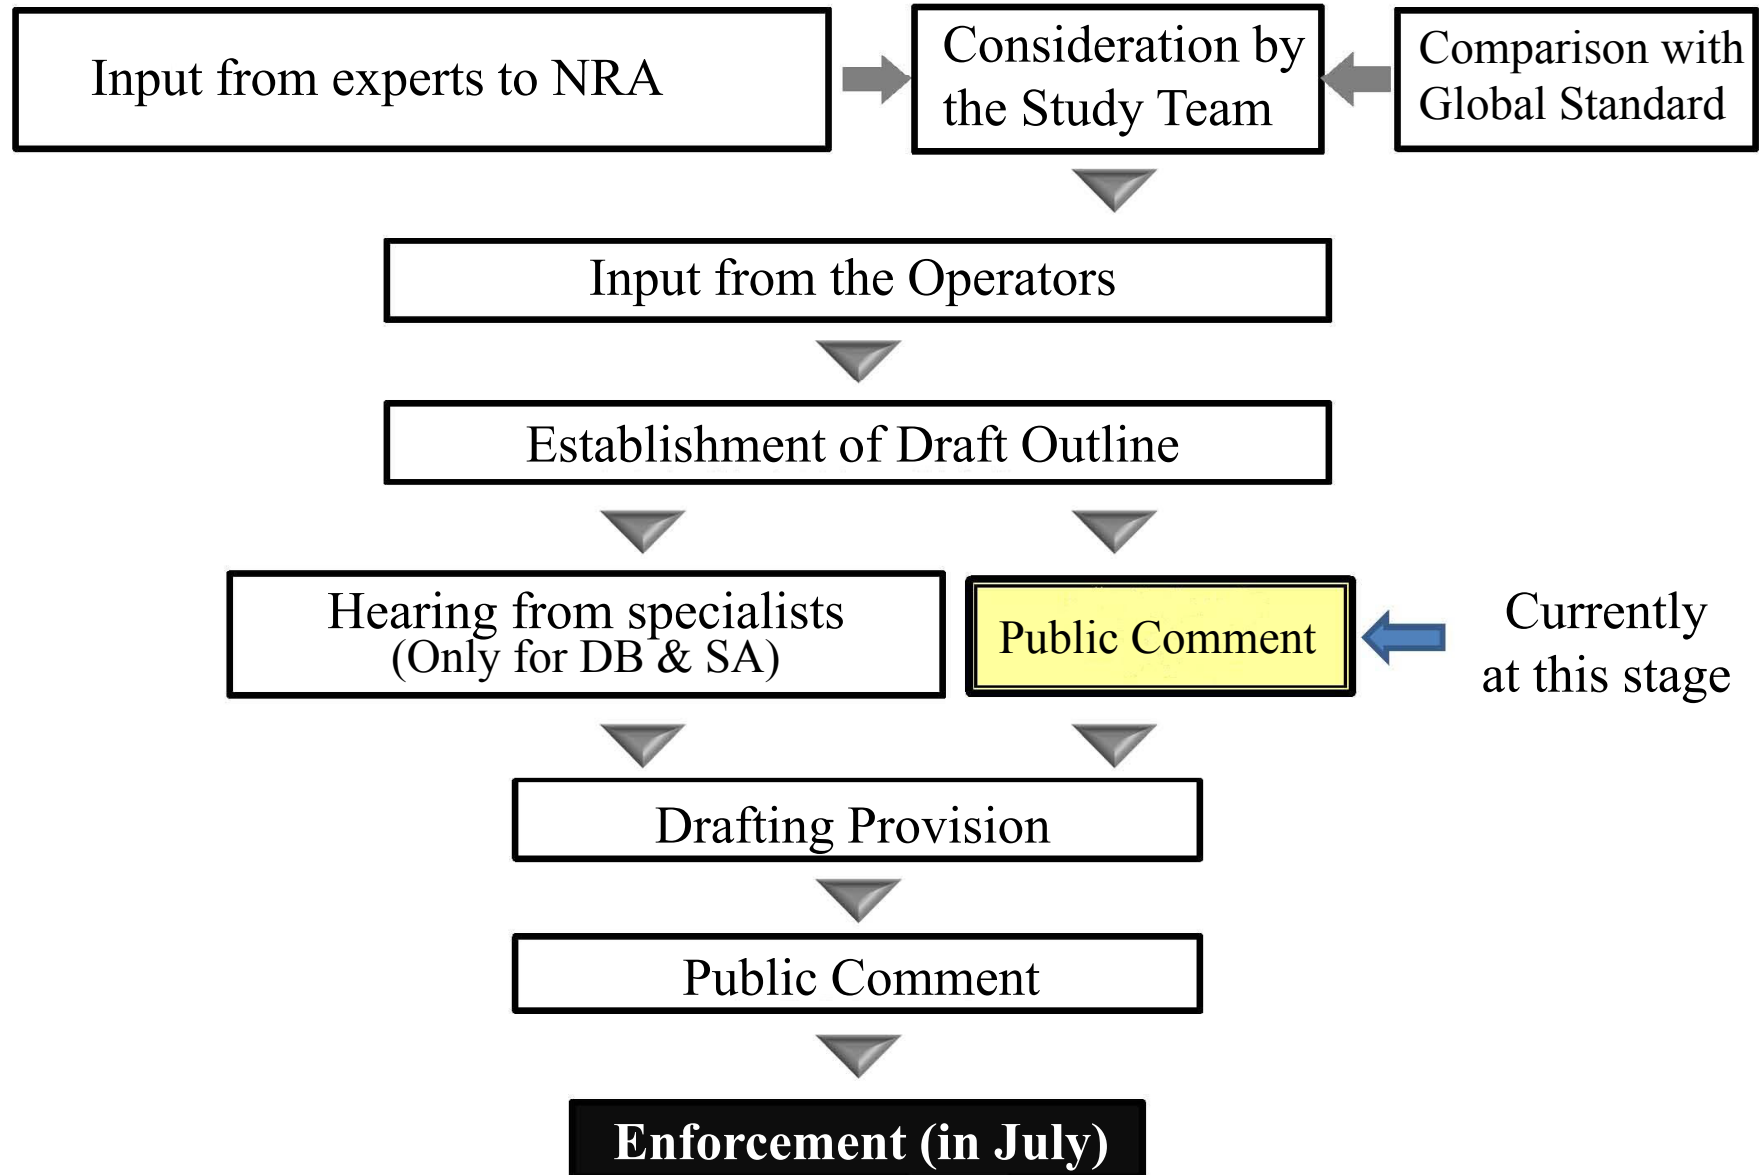 Input from experts to NRA
Consideration by
the Study Team
Comparison with
Global Standard
Input from the Operators
Establishment of Draft Outline
Hearing from specialists
(Only for DB & SA)
Public Comment
Currently
at this stage
Drafting Provision
Public Comment
Enforcement (in July)